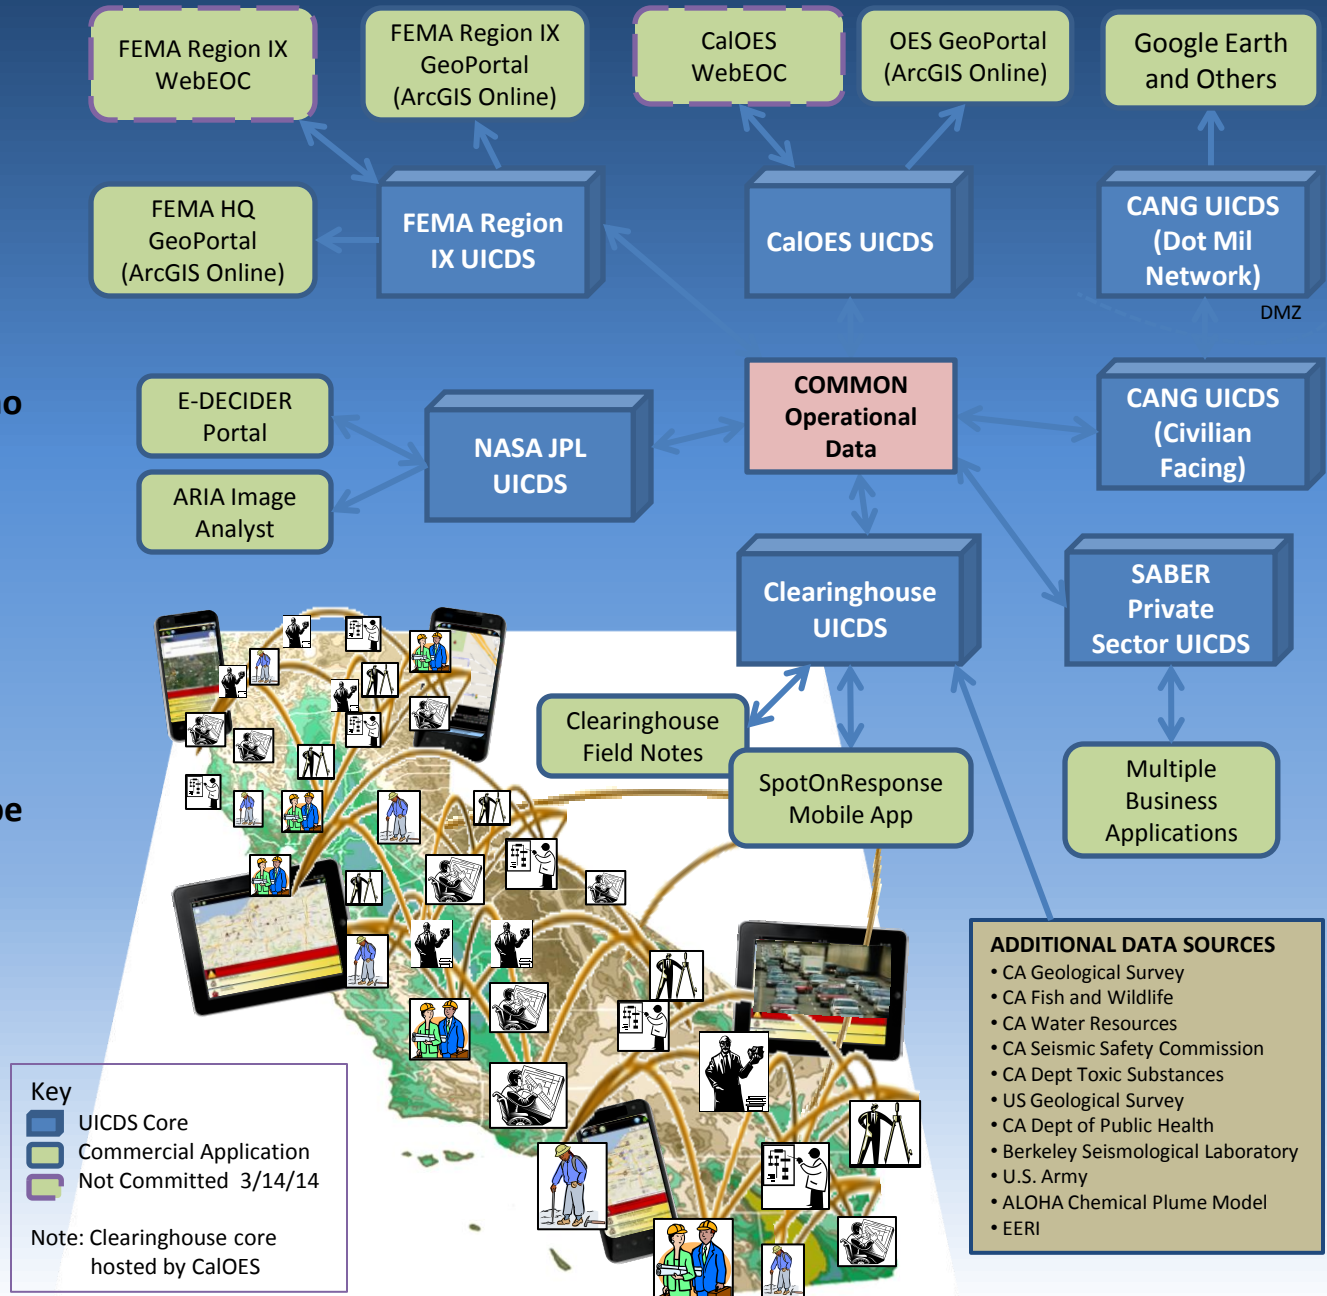 FEMA Region IX
WebEOC
FEMA Region IX
GeoPortal
(ArcGIS Online)
CalOES
WebEOC
OES GeoPortal
(ArcGIS Online)
Google Earth
and Others
FEMA HQ
GeoPortal
(ArcGIS Online)
FEMA Region
IX UICDS
CalOES UICDS
CANG UICDS
(Dot Mil
Network)
DMZ
E-DECIDER
Portal
ARIA Image
Analyst
NASA JPL
UICDS
COMMON
Operational
Data
CANG UICDS
(Civilian
Facing)
Clearinghouse
UICDS
SABER
Private
Sector UICDS
Clearinghouse
Field Notes
SpotOnResponse
Mobile App
Multiple
Business
Applications
ADDITIONAL DATA SOURCES
• CA Geological Survey
• CA Fish and Wildlife
• CA Water Resources
• CA Seismic Safety Commission
• CA Dept Toxic Substances
• US Geological Survey
• CA Dept of Public Health
• Berkeley Seismological Laboratory
• U.S. Army
• ALOHA Chemical Plume Model
• EERI
Key
UICDS Core
Commercial Application
Not Committed 3/14/14
Note: Clearinghouse core
hosted by CalOES